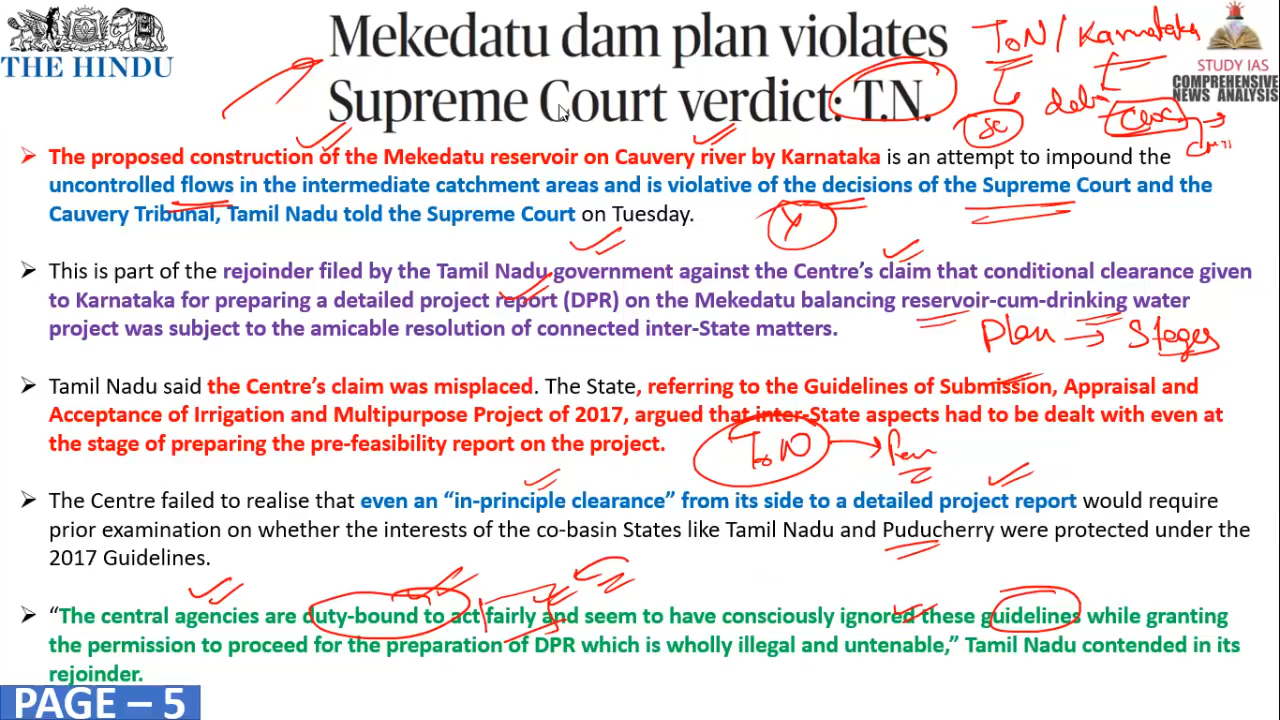 THE HINDU
Mekedatu dam plan violates
Supreme Court verdict: T.N.
T.N / Karnataka
SC
CWC
STUDY IAS
COMPREHENSIVE
NEWS ANALYSIS
The proposed construction of the Mekedatu reservoir on Cauvery river by Karnataka is an attempt to impound the
uncontrolled flows in the intermediate catchment areas and is violative of the decisions of the Supreme Court and the
Cauvery Tribunal, Tamil Nadu told the Supreme Court on Tuesday.
This is part of the rejoinder filed by the Tamil Nadu government against the Centre’s claim that conditional clearance given
to Karnataka for preparing a detailed project report (DPR) on the Mekedatu balancing reservoir-cum-drinking water
project was subject to the amicable resolution of connected inter-State matters.
Plan → Stages
Tamil Nadu said the Centre’s claim was misplaced. The State, referring to the Guidelines of Submission, Appraisal and
Acceptance of Irrigation and Multipurpose Project of 2017, argued that inter-State aspects had to be dealt with even at
the stage of preparing the pre-feasibility report on the project.
T.N →
The Centre failed to realise that even an “in-principle clearance” from its side to a detailed project report would require
prior examination on whether the interests of the co-basin States like Tamil Nadu and Puducherry were protected under the
2017 Guidelines.
“The central agencies are duty-bound to act fairly and seem to have consciously ignored these guidelines while granting
the permission to proceed for the preparation of DPR which is wholly illegal and untenable,” Tamil Nadu contended in its
rejoinder.
PAGE – 5